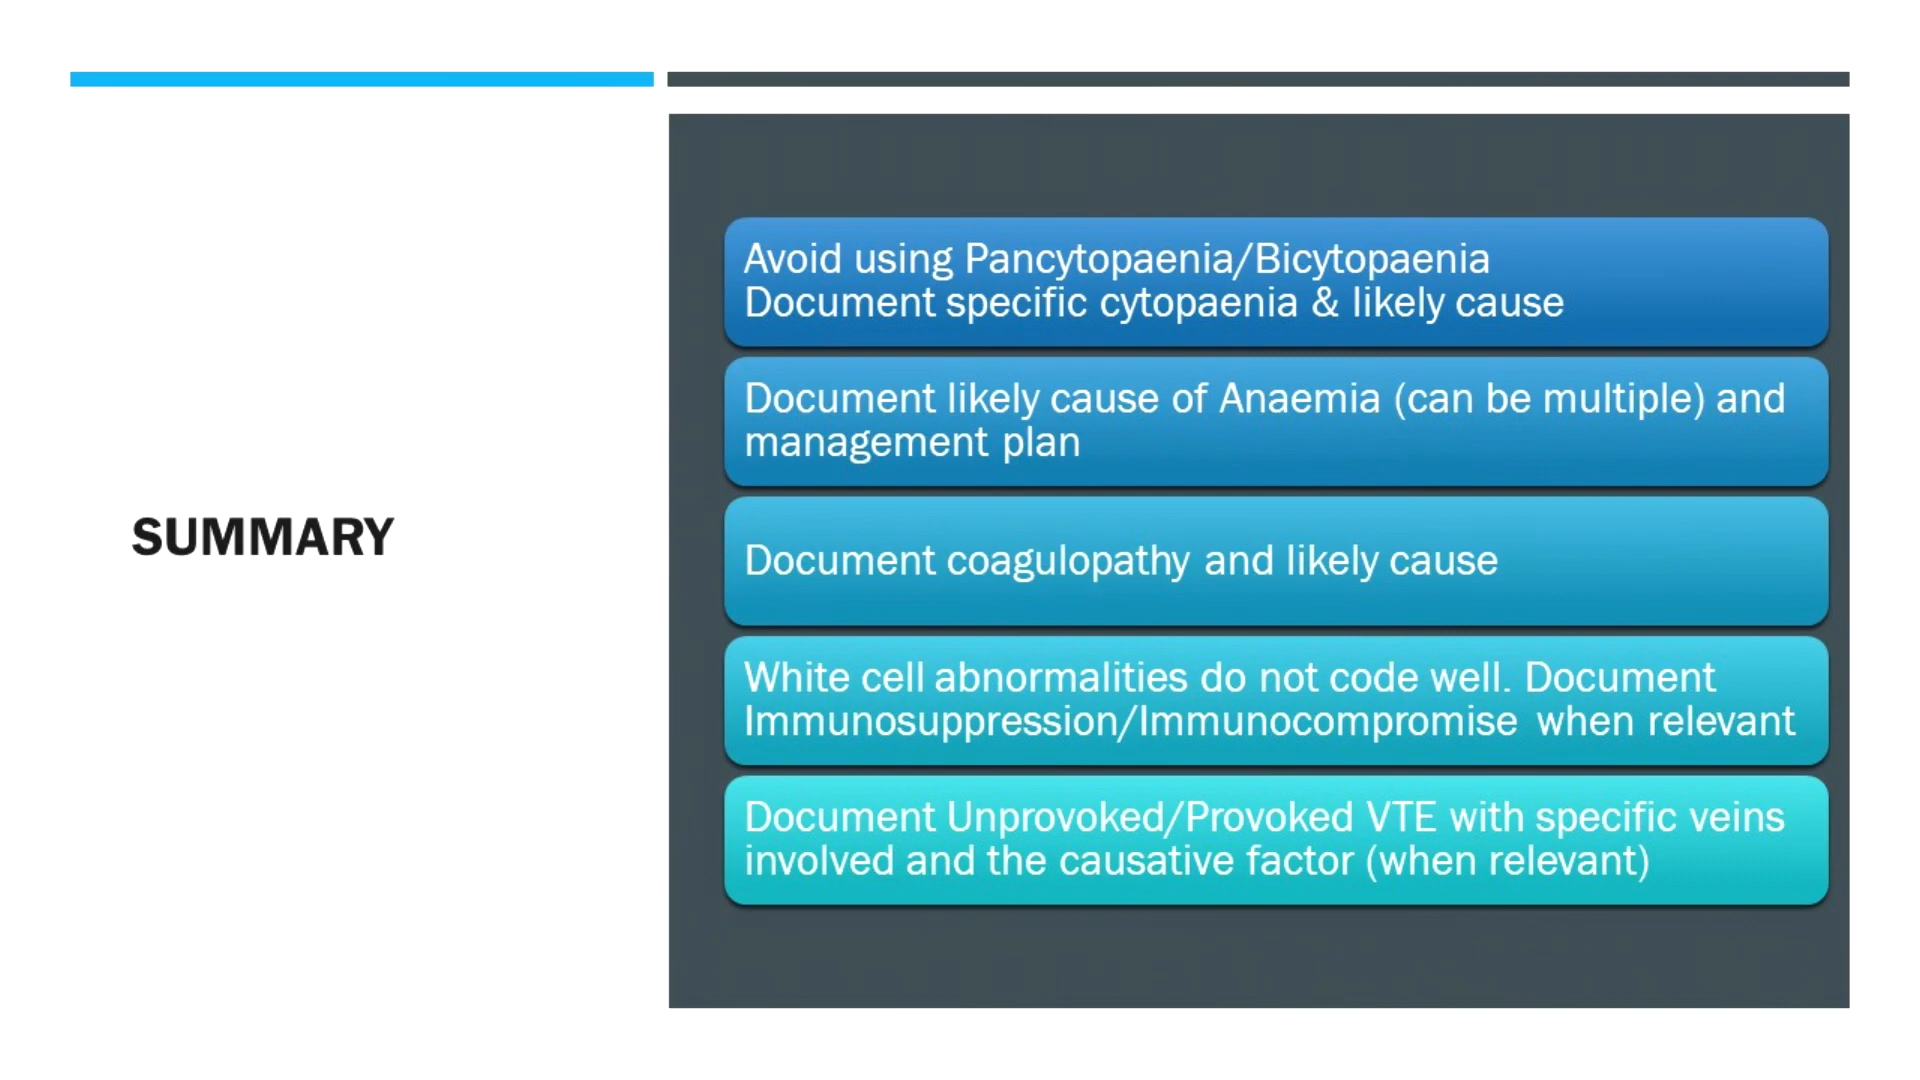 SUMMARY
Avoid using Pancytopaenia/Bicytopaenia
Document specific cytopaenia & likely cause
Document likely cause of Anaemia (can be multiple) and
management plan
Document coagulopathy and likely cause
White cell abnormalities do not code well. Document
Immunosuppression/Immunocompromise when relevant
Document Unprovoked/Provoked VTE with specific veins
involved and the causative factor (when relevant)